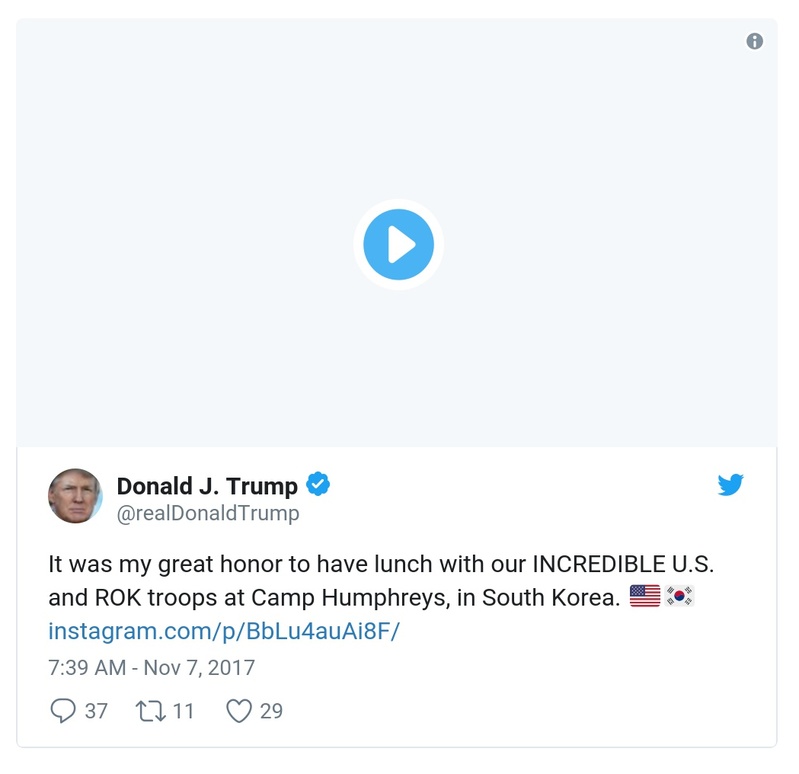 Donald J. Trump
@realDonaldTrump
It was my great honor to have lunch with our INCREDIBLE U.S.
and ROK troops at Camp Humphreys, in South Korea. 🇺🇸 🇰🇷
instagram.com/p/BbLu4auAi8F/
7:39 AM - Nov 7, 2017
37 11 29